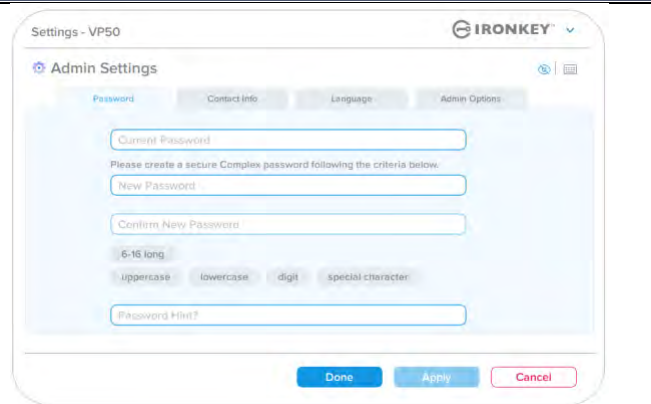 Settings - VP50
IRONKEY™
Admin Settings
Password Contact Info Language Admin Options
Current Password
Please create a secure Complex password following the criteria below.
New Password
Confirm New Password
6-16 long
uppercase lowercase digit special character
Password Hint?
Done Apply Cancel